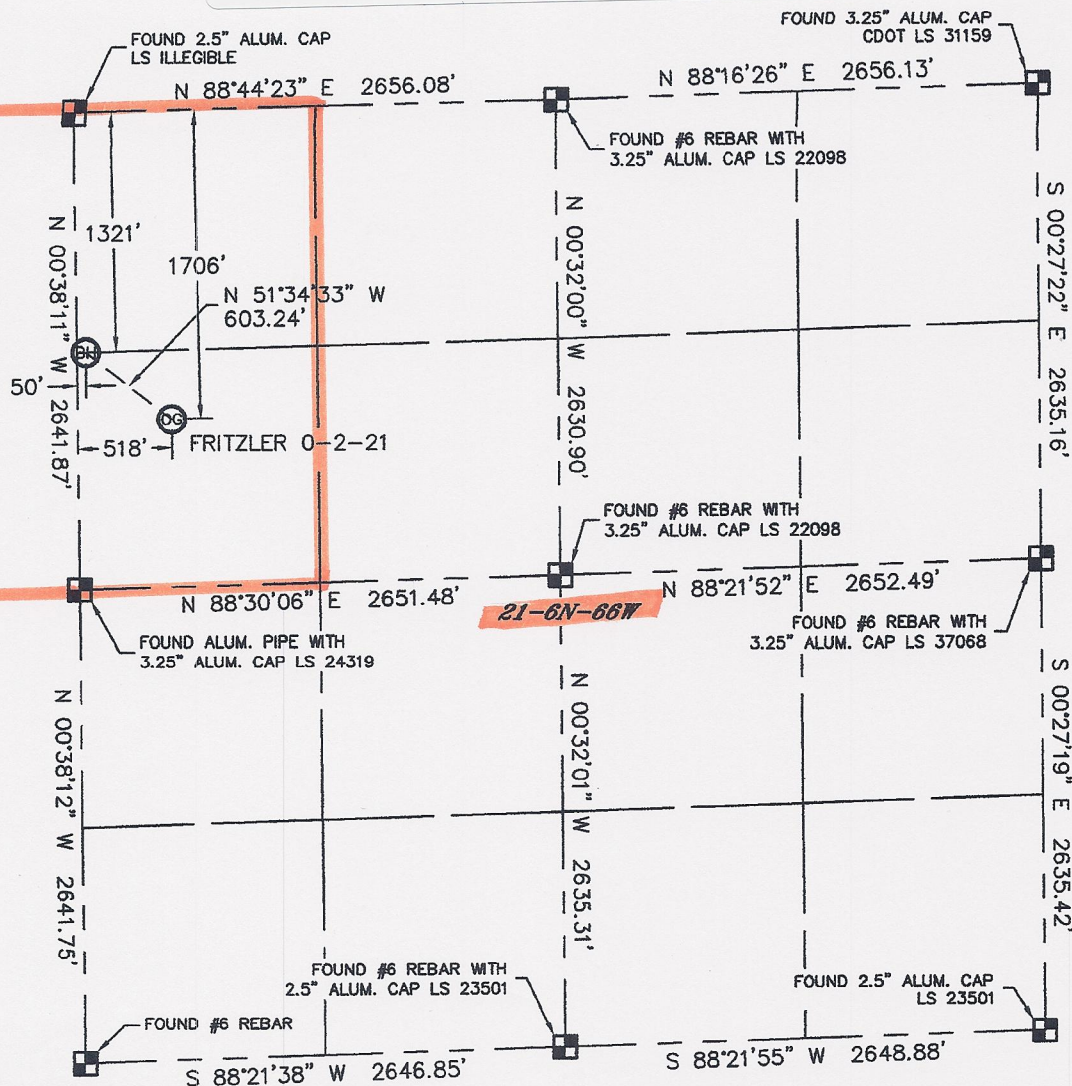 FOUND 2.5" ALUM. CAP
LS ILLEGIBLE
FOUND 3.25" ALUM. CAP
CDOT LS 31159
N 88°44'23" E 2656.08'
N 88°16'26" E 2656.13'
FOUND #6 REBAR WITH
3.25" ALUM. CAP LS 22098
N 00°38'11" W 2641.87'
1321'
1706'
N 51°34'33" W
603.24'
N 00°32'00" W 2630.90'
S 00°27'22" E 2635.16'
BH
50'
OG
518'
FRITZLER O-2-21
FOUND #6 REBAR WITH
3.25" ALUM. CAP LS 22098
N 88°30'06" E 2651.48'
N 88°21'52" E 2652.49'
21-6N-66W
FOUND #6 REBAR WITH
3.25" ALUM. CAP LS 37068
FOUND ALUM. PIPE WITH
3.25" ALUM. CAP LS 24319
N 00°38'12" W 2641.75'
N 00°32'01" W 2635.31'
S 00°27'19" E 2635.42'
FOUND #6 REBAR WITH
2.5" ALUM. CAP LS 23501
FOUND 2.5" ALUM. CAP
LS 23501
FOUND #6 REBAR
S 88°21'38" W 2646.85'
S 88°21'55" W 2648.88'